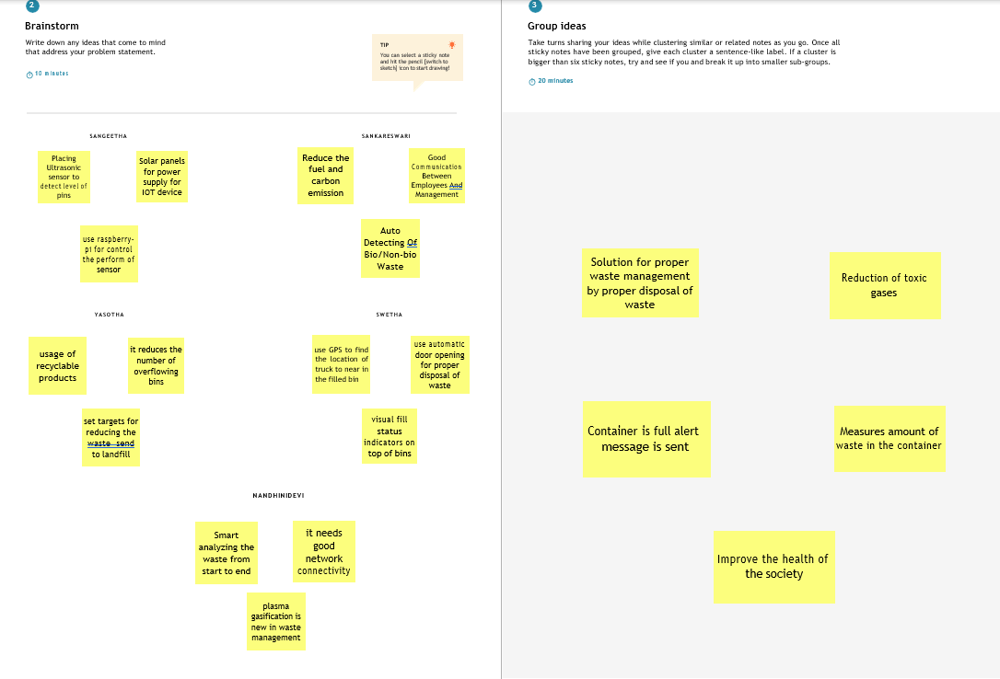 2
Brainstorm
Write down any ideas that come to mind
that address your problem statement.
10 minutes
TIP
You can select a sticky note
and hit the pencil [switch to
sketch] icon to start drawing!
SANGEETHA
Placing
Ultrasonic
sensor to
detect level of
pins
Solar panels
for power
supply for
IOT device
use raspberry-
pi for control
the perform of
sensor
SANKARESWARI
Reduce the
fuel and
carbon
emission
Good
Communication
Between
Employees And
Management
Auto
Detecting Of
Bio/Non-bio
Waste
YASOTHA
usage of
recyclable
products
it reduces the
number of
overflowing
bins
set targets for
reducing the
waste send
to landfill
SWETHA
use GPS to find
the location of
truck to near in
the filled bin
use automatic
door opening
for proper
disposal of
waste
visual fill
status
indicators on
top of bins
NANDHINIDEVI
Smart
analyzing the
waste from
start to end
it needs
good
network
connectivity
plasma
gasification is
new in waste
management
3
Group ideas
Take turns sharing your ideas while clustering similar or related notes as you go. Once all
sticky notes have been grouped, give each cluster a sentence-like label. If a cluster is
bigger than six sticky notes, try and see if you and break it up into smaller sub-groups.
20 minutes
Solution for proper
waste management
by proper disposal of
waste
Reduction of toxic
gases
Container is full alert
message is sent
Measures amount of
waste in the container
Improve the health of
the society